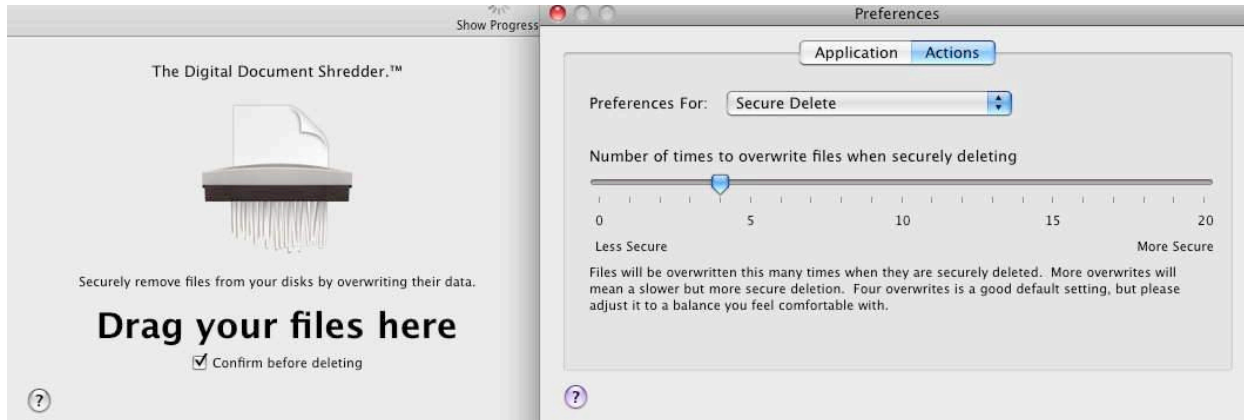 Show Progress
The Digital Document Shredder.™
Securely remove files from your disks by overwriting their data.
Drag your files here
Confirm before deleting
?
Preferences
Application Actions
Preferences For: Secure Delete
Number of times to overwrite files when securely deleting
0 5 10 15 20
Less Secure More Secure
Files will be overwritten this many times when they are securely deleted. More overwrites will
mean a slower but more secure deletion. Four overwrites is a good default setting, but please
adjust it to a balance you feel comfortable with.
?